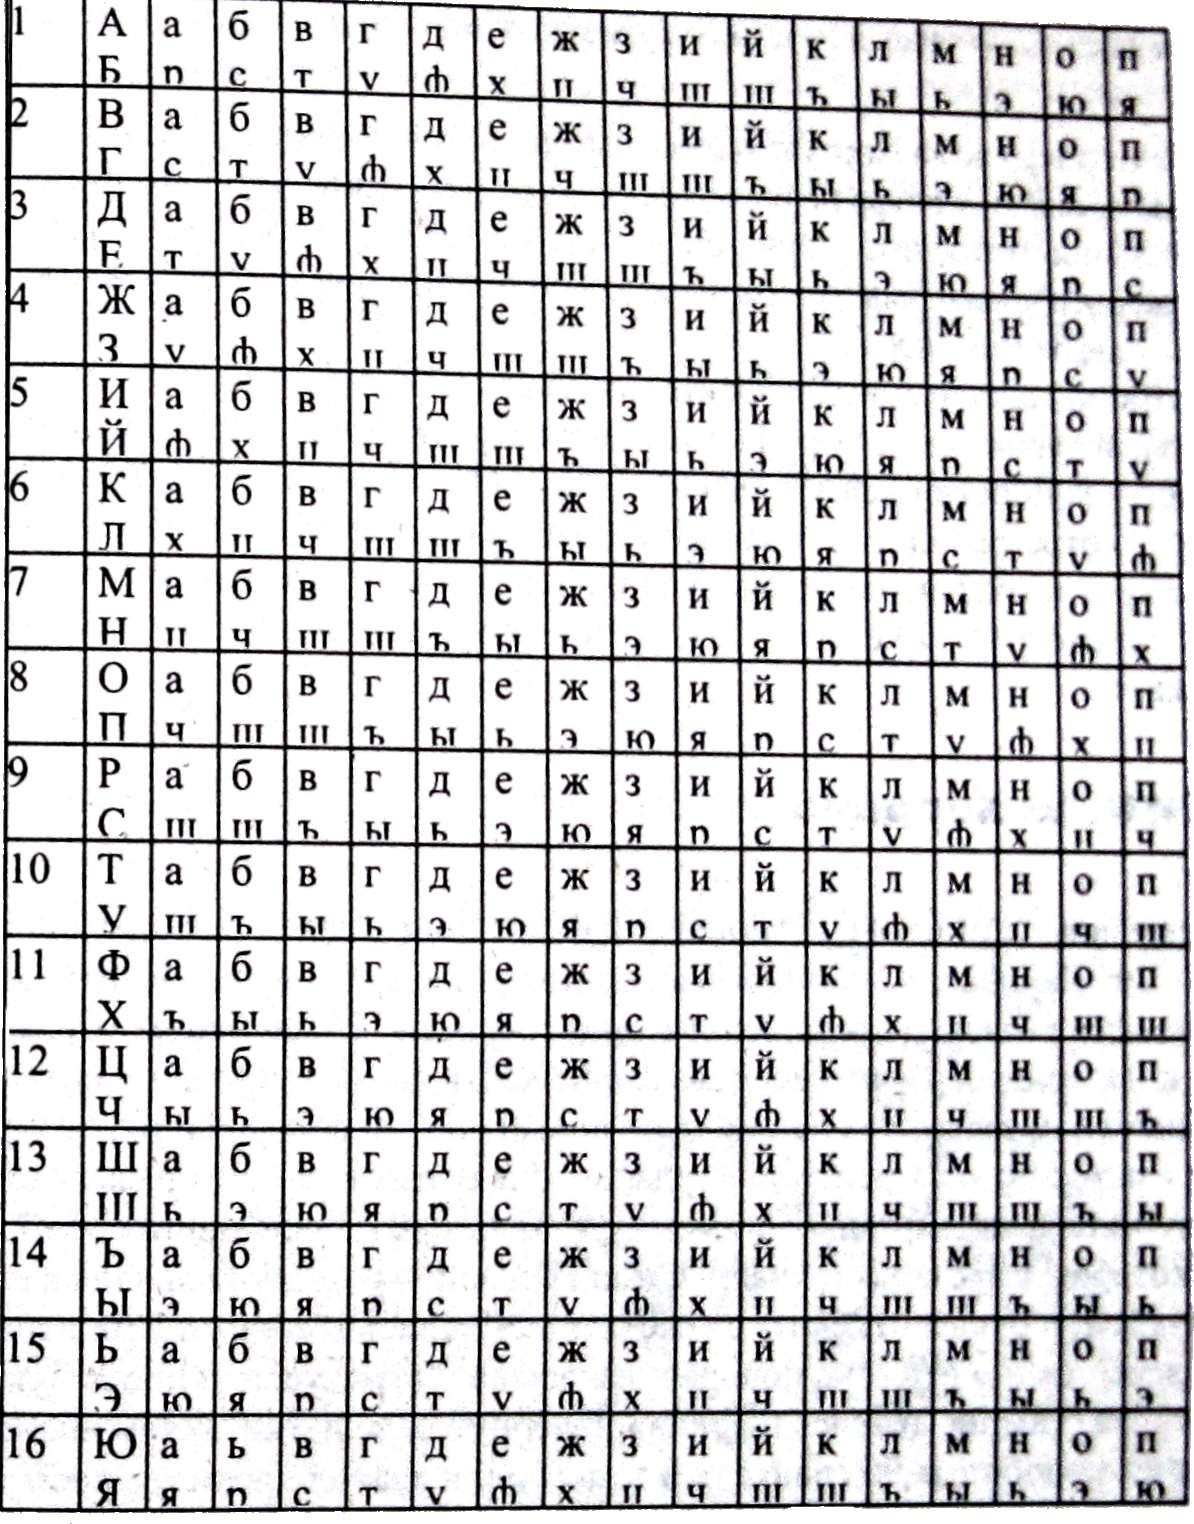 1 А а б в г д е ж з и й к л м н о п
Б р с т у ф х ц ч ш щ ъ ы ь э ю я
2 В а б в г д е ж з и й к л м н о п
Г с т у ф х ц ч ш щ ъ ы ь э ю я р
3 Д а б в г д е ж з и й к л м н о п
Е т у ф х ц ч ш щ ъ ы ь э ю я р с
4 Ж а б в г д е ж з и й к л м н о п
З у ф х ц ч ш щ ъ ы ь э ю я р с у
5 И а б в г д е ж з и й к л м н о п
Й ф х ц ч ш щ ъ ы ь э ю я р с т у
6 К а б в г д е ж з и й к л м н о п
Л х ц ч ш щ ъ ы ь э ю я р с т у ф
7 М а б в г д е ж з и й к л м н о п
Н ц ч ш щ ъ ы ь э ю я р с т у ф х
8 О а б в г д е ж з и й к л м н о п
П ч ш щ ъ ы ь э ю я р с т у ф х ц
9 Р а б в г д е ж з и й к л м н о п
С ш щ ъ ы ь э ю я р с т у ф х ц ч
10 Т а б в г д е ж з и й к л м н о п
У щ ъ ы ь э ю я р с т у ф х ц ч ш
11 Ф а б в г д е ж з и й к л м н о п
Х ъ ы ь э ю я р с т у ф х ц ч ш щ
12 Ц а б в г д е ж з и й к л м н о п
Ч ы ь э ю я р с т у ф х ц ч ш щ ъ
13 Ш а б в г д е ж з и й к л м н о п
Щ ь э ю я р с т у ф х ц ч ш щ ъ ы
14 Ъ а б в г д е ж з и й к л м н о п
Ы э ю я р с т у ф х ц ч ш щ ъ ы ь
15 Ь а б в г д е ж з и й к л м н о п
Э ю я р с т у ф х ц ч ш щ ъ ы ь э
16 Ю а ь в г д е ж з и й к л м н о п
Я я р с т у ф х ц ч ш щ ъ ы ь э ю